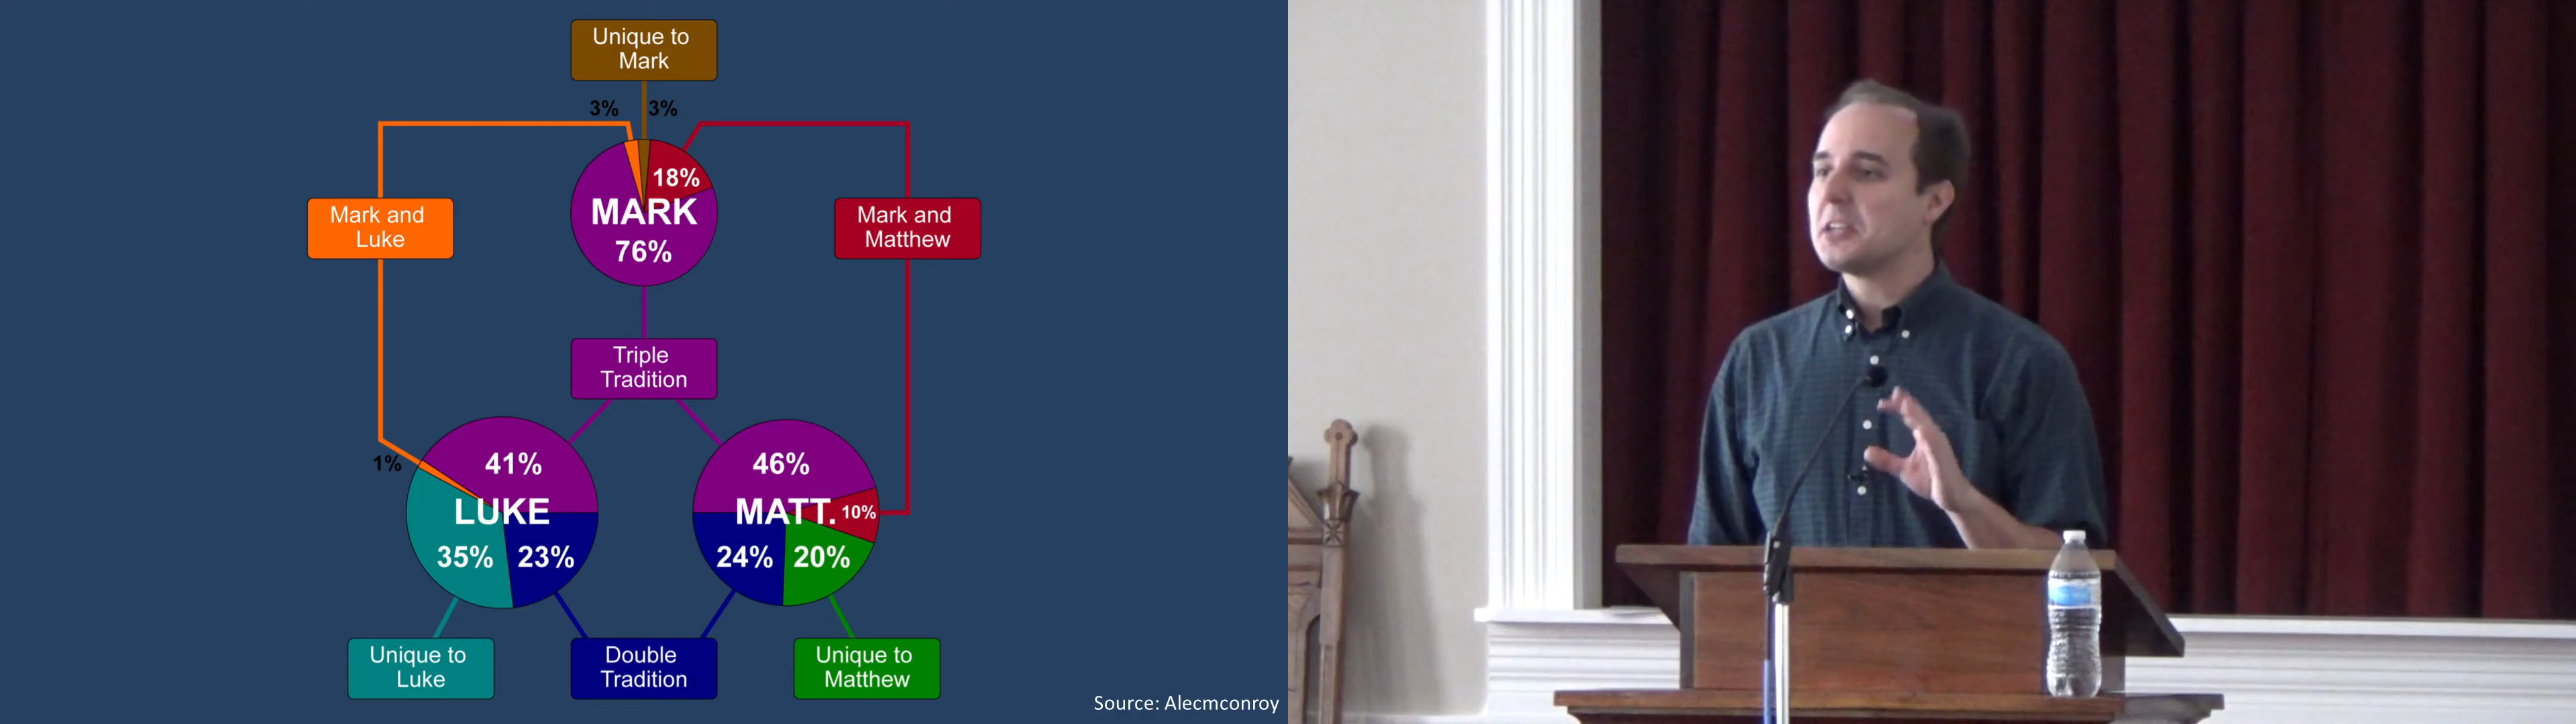 Unique to
Mark
3%
3%
18%
MARK
76%
Mark and
Luke
Mark and
Matthew
Triple
Tradition
1%
41%
LUKE
35%
23%
46%
MATT.
10%
24%
20%
Unique to
Luke
Double
Tradition
Unique to
Matthew
Source: Alecmconroy